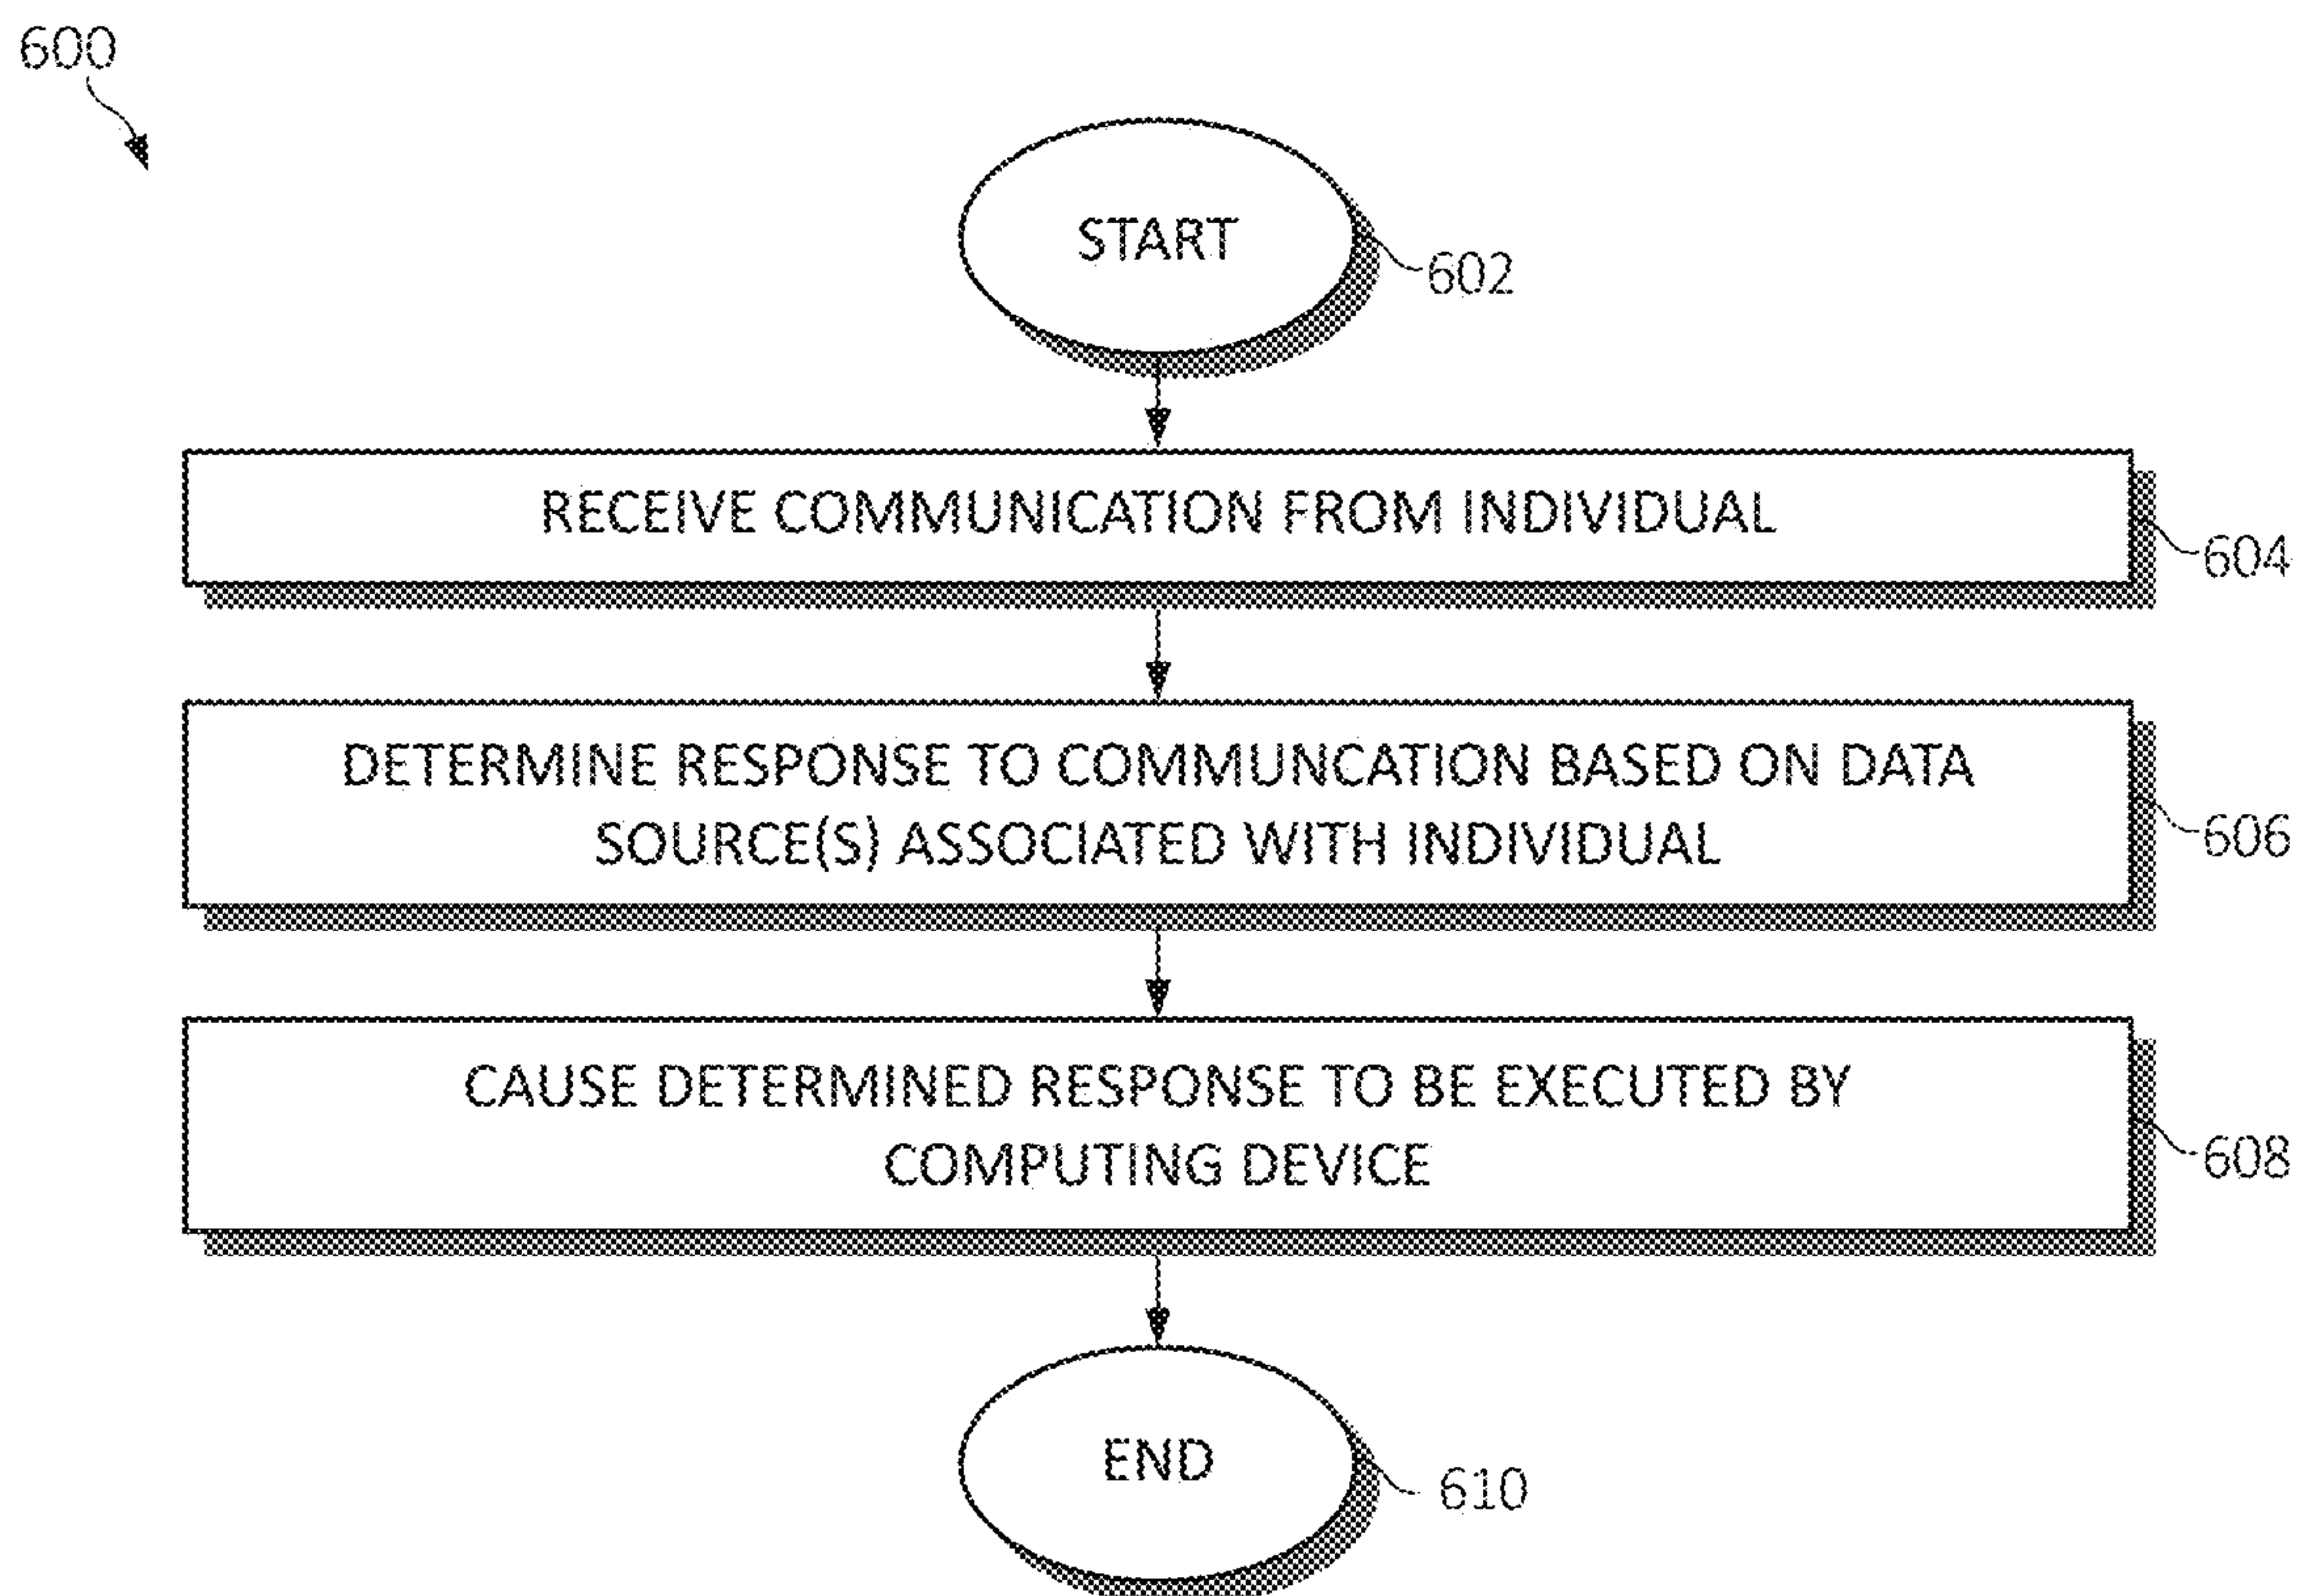 600
START
602
RECEIVE COMMUNICATION FROM INDIVIDUAL
604
DETERMINE RESPONSE TO COMMUNCATION BASED ON DATA
SOURCE(S) ASSOCIATED WITH INDIVIDUAL
606
CAUSE DETERMINED RESPONSE TO BE EXECUTED BY
COMPUTING DEVICE
608
END
610